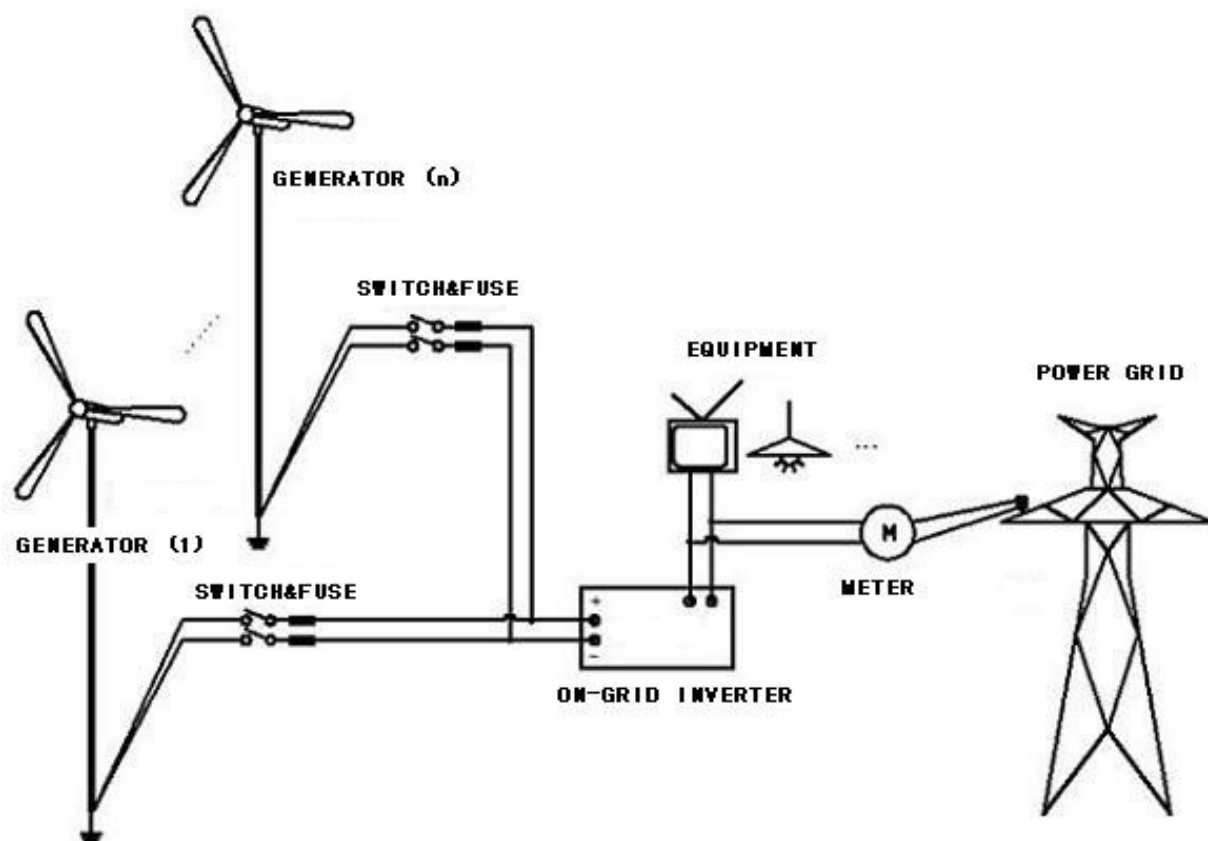 GENERATOR (n)
SWITCH&FUSE
EQUIPMENT
...
POWER GRID
GENERATOR (1)
M
METER
SWITCH&FUSE
+
−
ON-GRID INVERTER